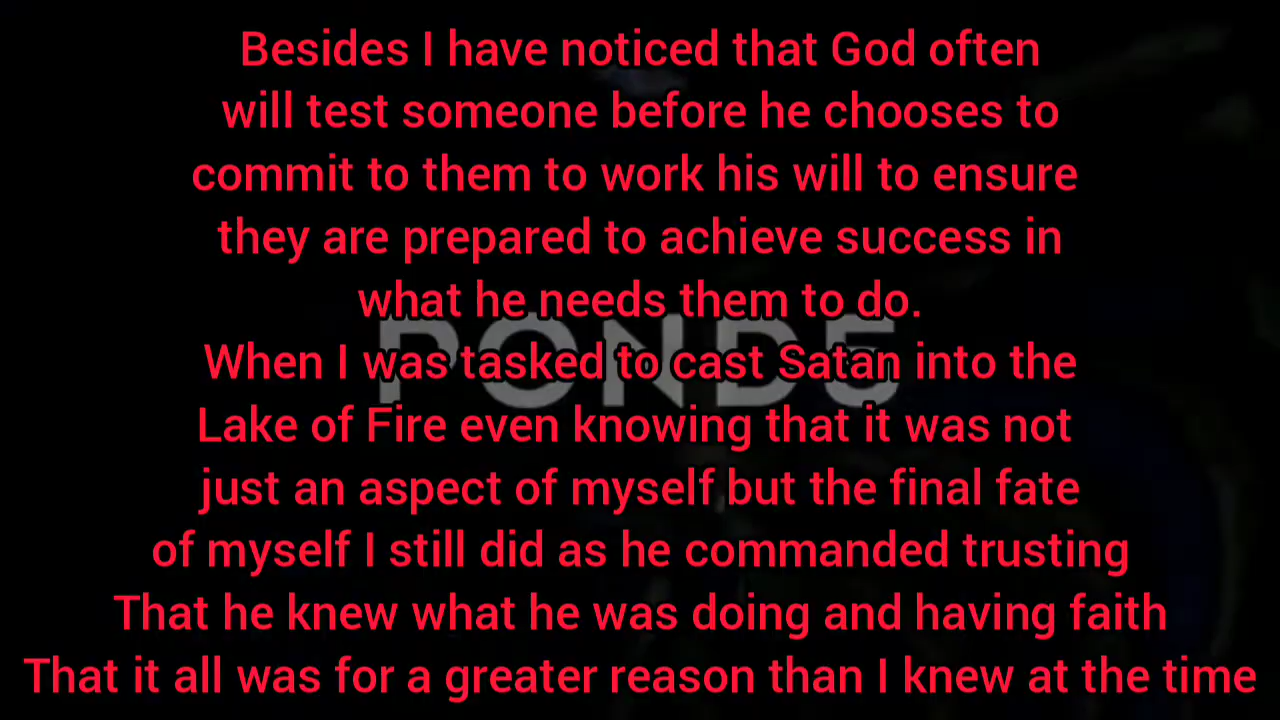 Besides I have noticed that God often
will test someone before he chooses to
commit to them to work his will to ensure
they are prepared to achieve success in
what he needs them to do.
POND5
When I was tasked to cast Satan into the
Lake of Fire even knowing that it was not
just an aspect of myself but the final fate
of myself I still did as he commanded trusting
That he knew what he was doing and having faith
That it all was for a greater reason than I knew at the time